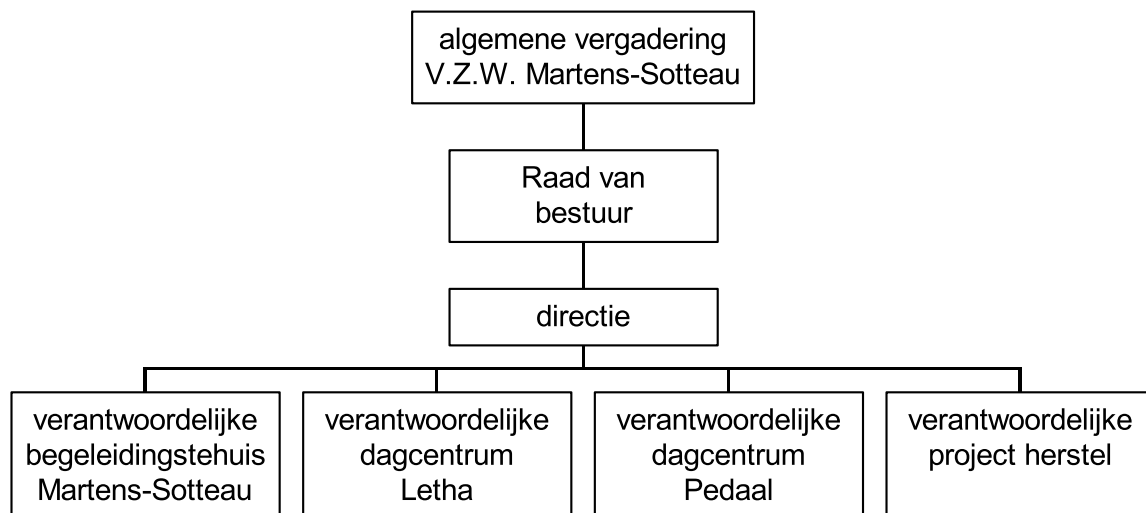 algemene vergadering
V.Z.W. Martens-Sotteau
Raad van
bestuur
directie
verantwoordelijke
begeleidingstehuis
Martens-Sotteau
verantwoordelijke
dagcentrum
Letha
verantwoordelijke
dagcentrum
Pedaal
verantwoordelijke
project herstel